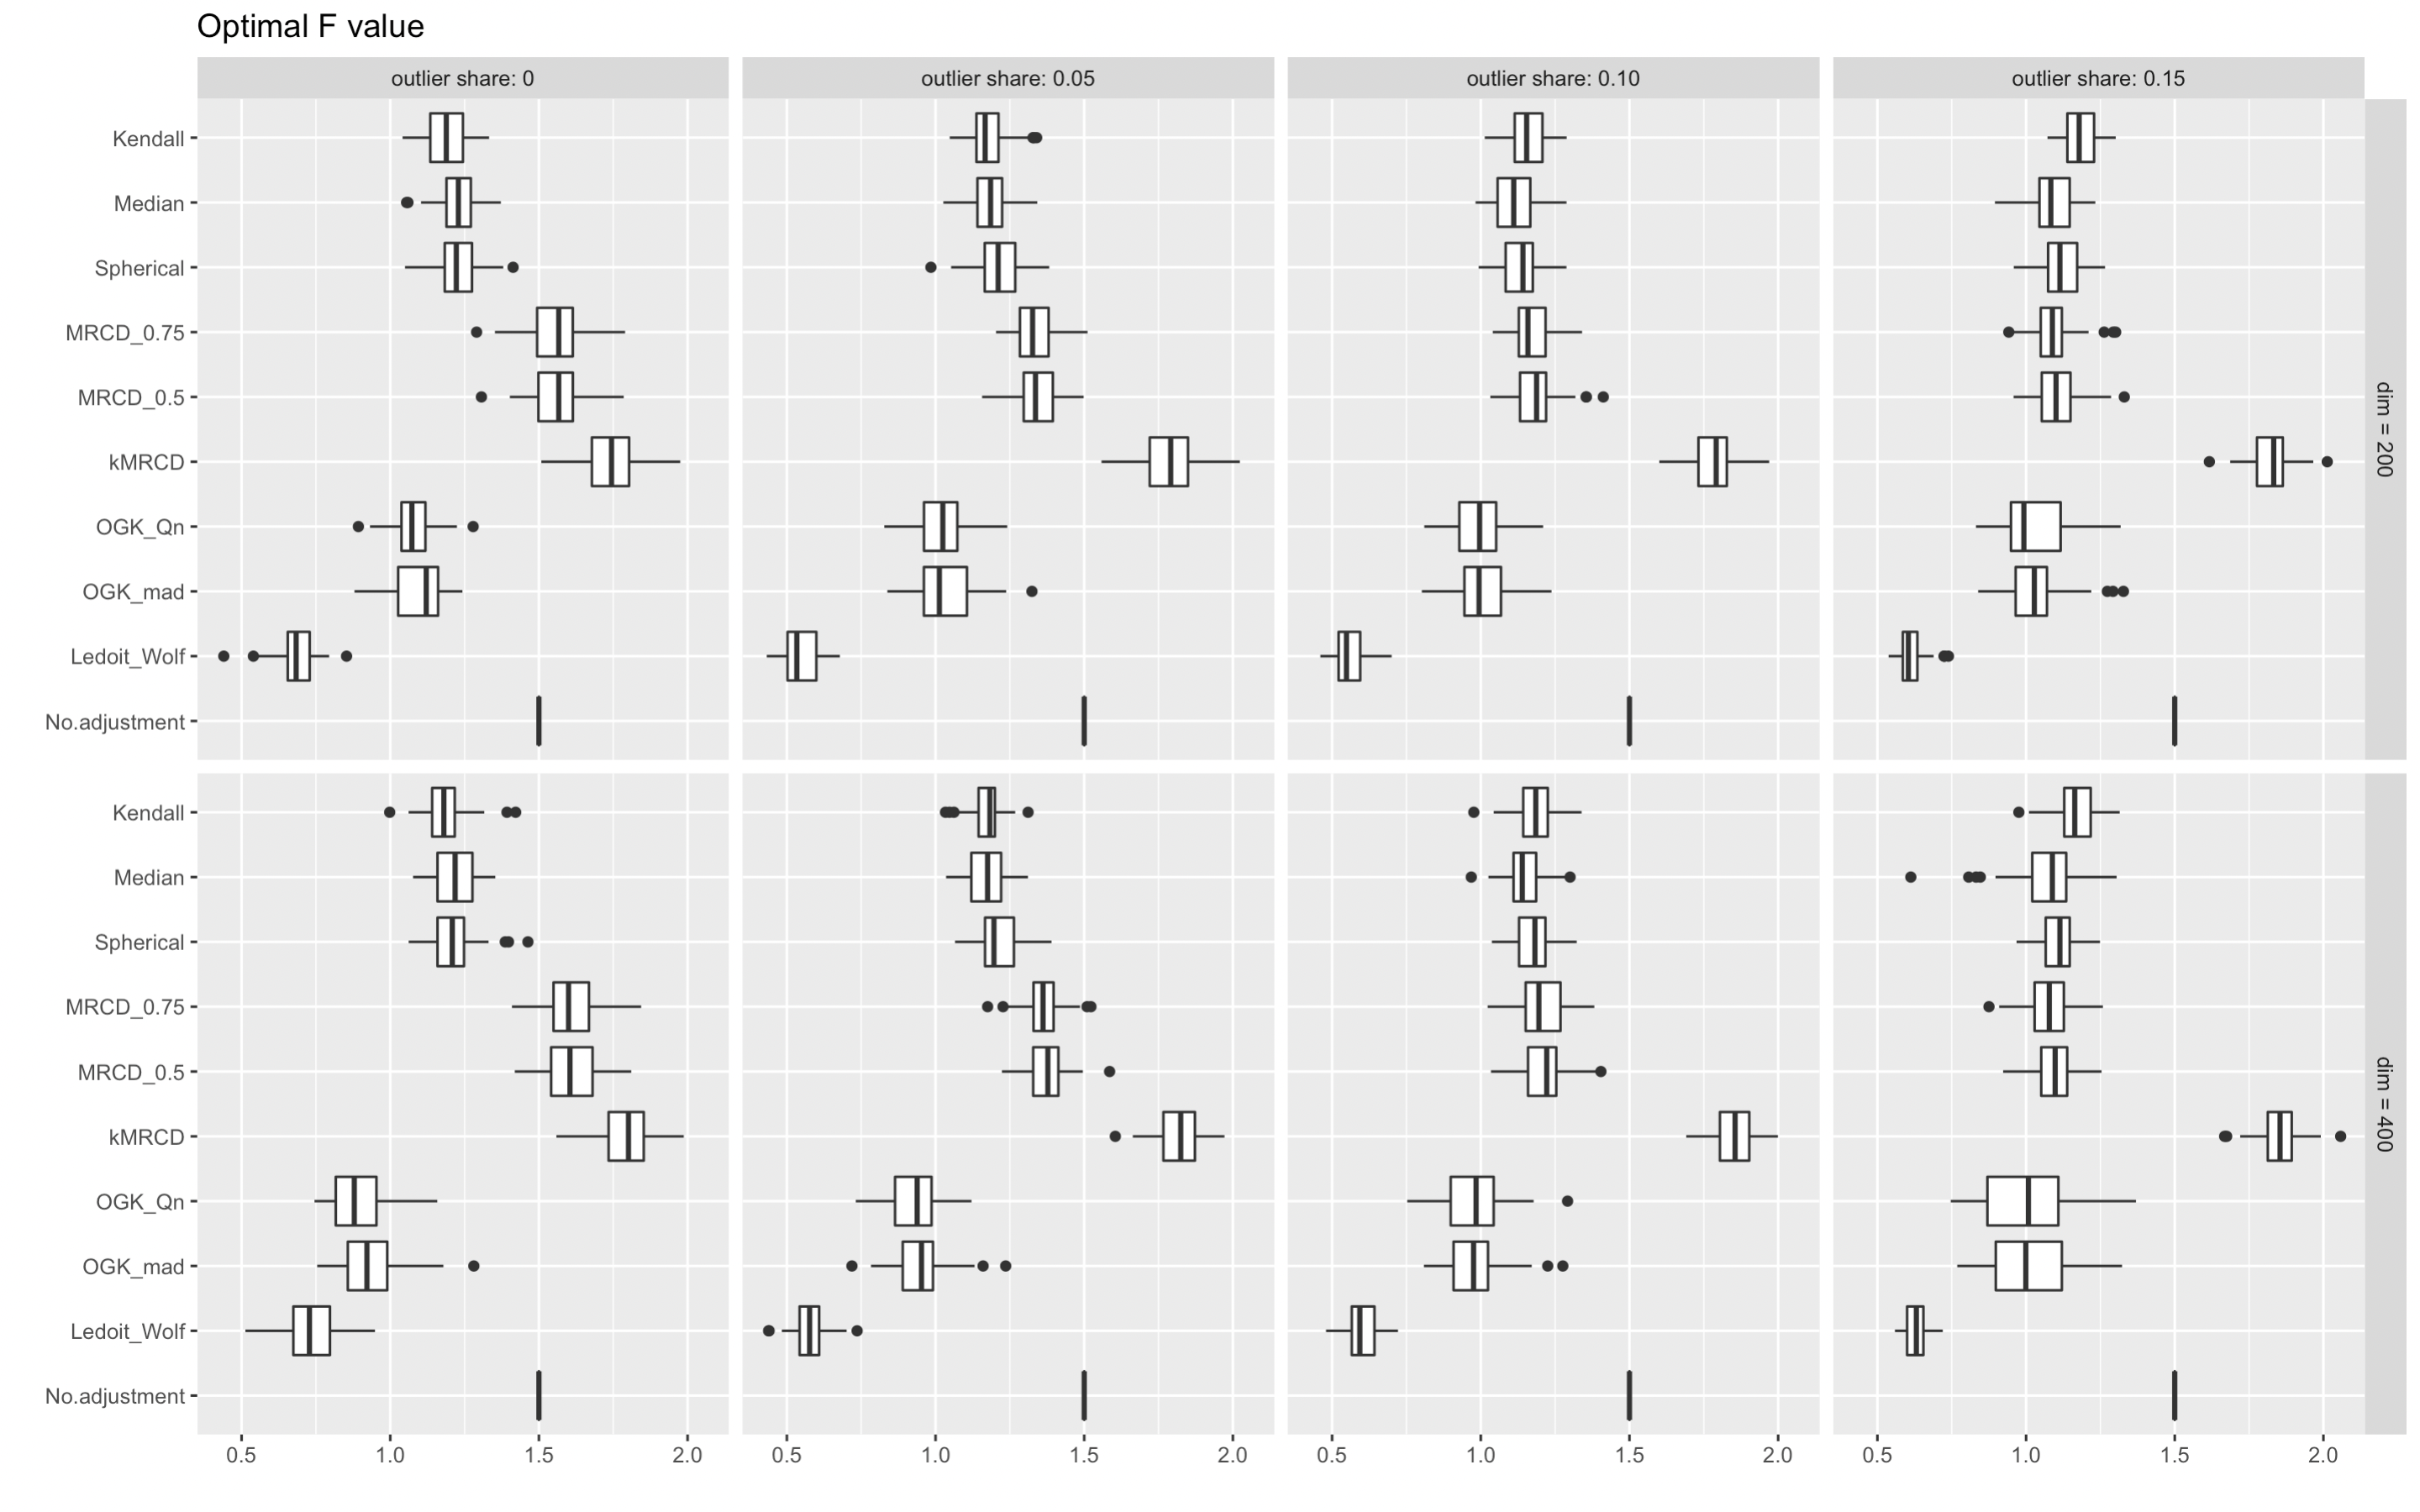 Optimal F value
outlier share: 0
outlier share: 0.05
outlier share: 0.10
outlier share: 0.15
Kendall
Median
Spherical
MRCD_0.75
MRCD_0.5
kMRCD
OGK_Qn
OGK_mad
Ledoit_Wolf
No.adjustment
dim = 200
Kendall
Median
Spherical
MRCD_0.75
MRCD_0.5
kMRCD
OGK_Qn
OGK_mad
Ledoit_Wolf
No.adjustment
dim = 400
0.5 1.0 1.5 2.0
0.5 1.0 1.5 2.0
0.5 1.0 1.5 2.0
0.5 1.0 1.5 2.0